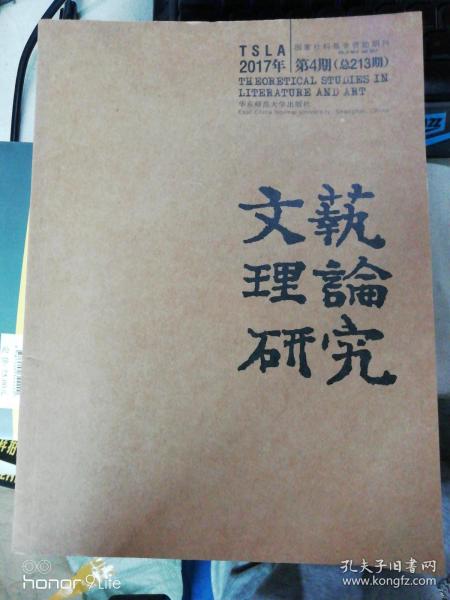 TSLA
国家社科基金资助期刊
2017年 第4期(总213期)
THEORETICAL STUDIES IN
LITERATURE AND ART
华东师范大学出版社
East China Normal University, Shanghai, China
文藝
理論
研究
honor 9 Lite
孔夫子旧书网
www.kongfz.com